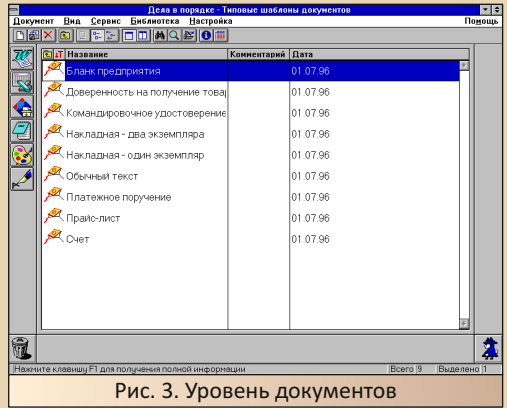 Дела в порядке - Типовые шаблоны документов
Документ Вид Сервис Библиотека Настройка Помощь
Название Комментарий Дата
Бланк предприятия 01.07.96
Доверенность на получение това 01.07.96
Командировочное удостоверение 01.07.96
Накладная - два экземпляра 01.07.96
Накладная - один экземпляр 01.07.96
Обычный текст 01.07.96
Платежное поручение 01.07.96
Прайс-лист 01.07.96
Счет 01.07.96
Нажмите клавишу F1 для получения полной информации Всего 9 Выделено 1
Рис. 3. Уровень документов